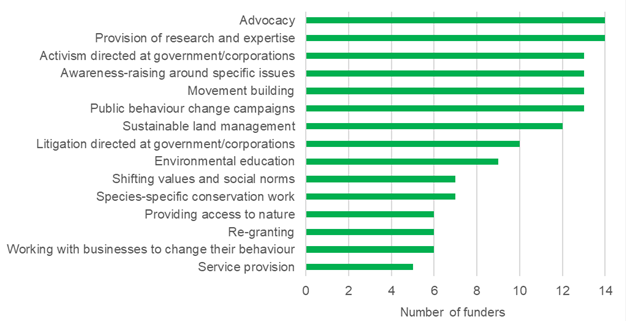 Advocacy
Provision of research and expertise
Activism directed at government/corporations
Awareness-raising around specific issues
Movement building
Public behaviour change campaigns
Sustainable land management
Litigation directed at government/corporations
Environmental education
Shifting values and social norms
Species-specific conservation work
Providing access to nature
Re-granting
Working with businesses to change their behaviour
Service provision
0 2 4 6 8 10 12 14
Number of funders